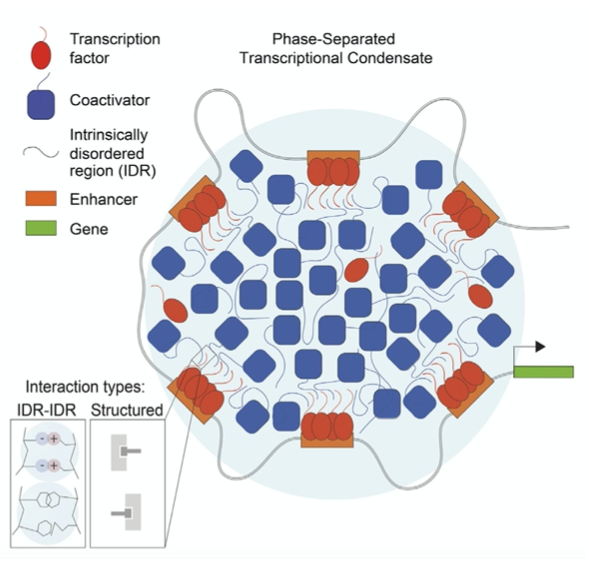 Transcription
factor
Coactivator
Intrinsically
disordered
region (IDR)
Enhancer
Gene
Phase-Separated
Transcriptional Condensate
Interaction types:
IDR-IDR Structured
- +
- +